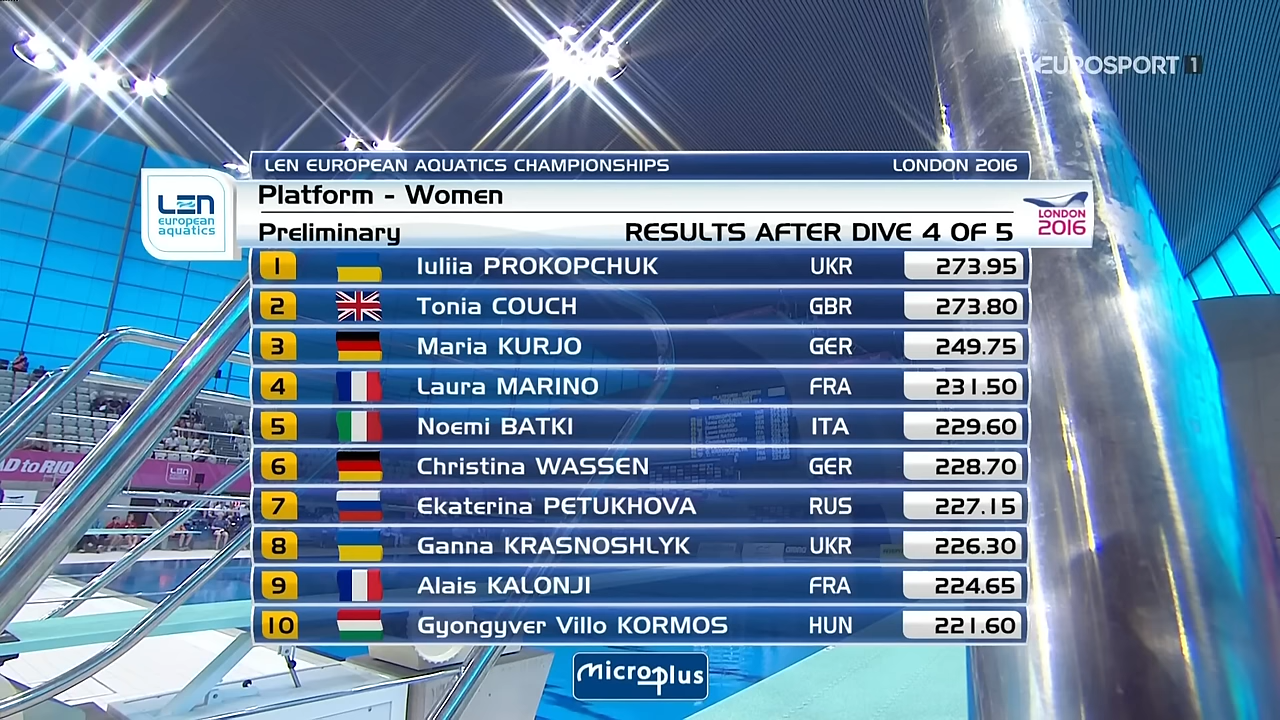 EUROSPORT 1
LEN EUROPEAN AQUATICS CHAMPIONSHIPS LONDON 2016
LEN
european
aquatics
Platform - Women
Preliminary RESULTS AFTER DIVE 4 OF 5
LONDON
2016
1 Iuliia PROKOPCHUK UKR 273.95
2 Tonia COUCH GBR 273.80
3 Maria KURJO GER 249.75
4 Laura MARINO FRA 231.50
5 Noemi BATKI ITA 229.60
6 Christina WASSEN GER 228.70
7 Ekaterina PETUKHOVA RUS 227.15
8 Ganna KRASNOSHLYK UKR 226.30
9 Alais KALONJI FRA 224.65
10 Gyongyver Villo KORMOS HUN 221.60
AD to RIO
LEN
Microplus